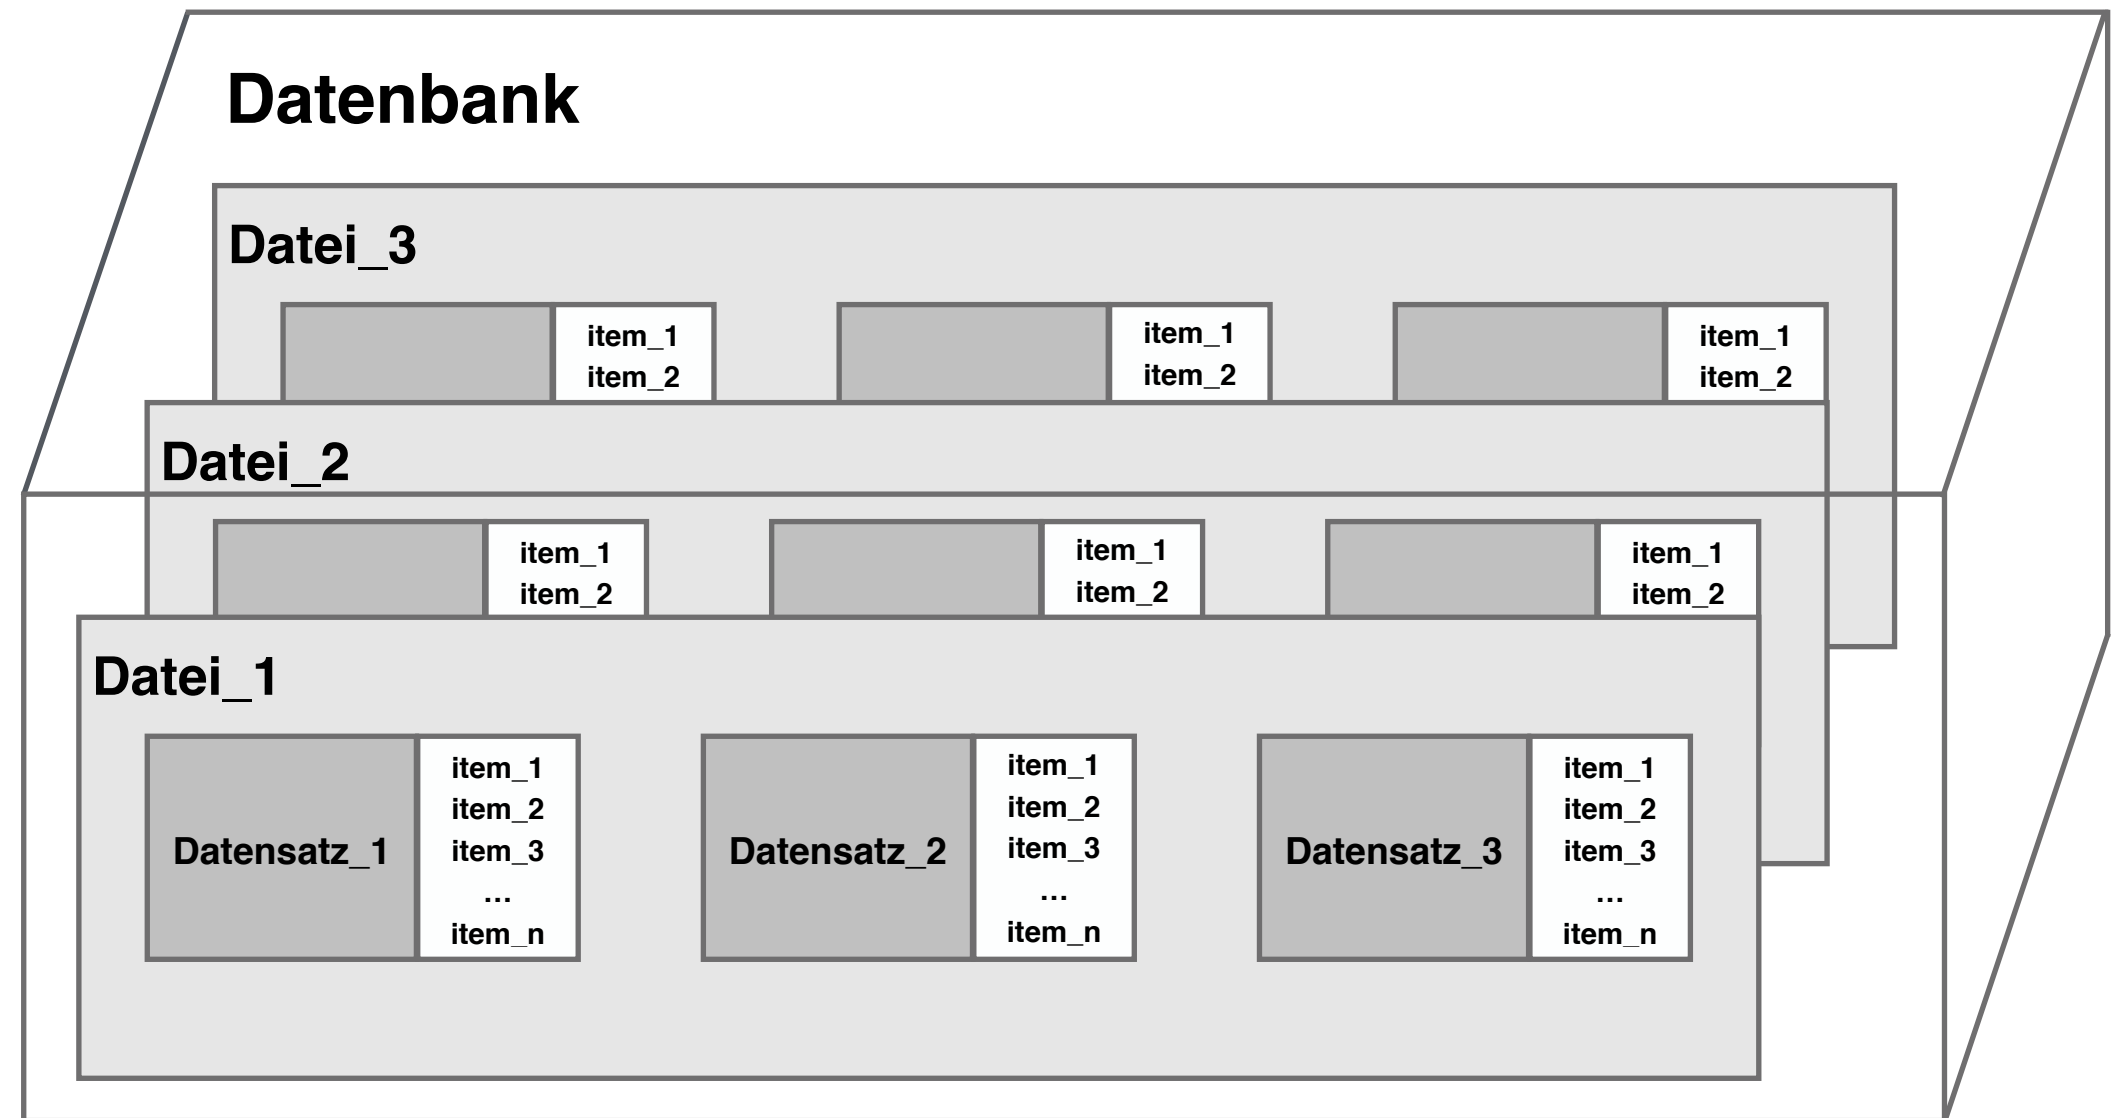 Datenbank
Datei_3
item_1
item_2
item_1
item_2
item_1
item_2
Datei_2
item_1
item_2
item_1
item_2
item_1
item_2
Datei_1
Datensatz_1
item_1
item_2
item_3
...
item_n
Datensatz_2
item_1
item_2
item_3
...
item_n
Datensatz_3
item_1
item_2
item_3
...
item_n